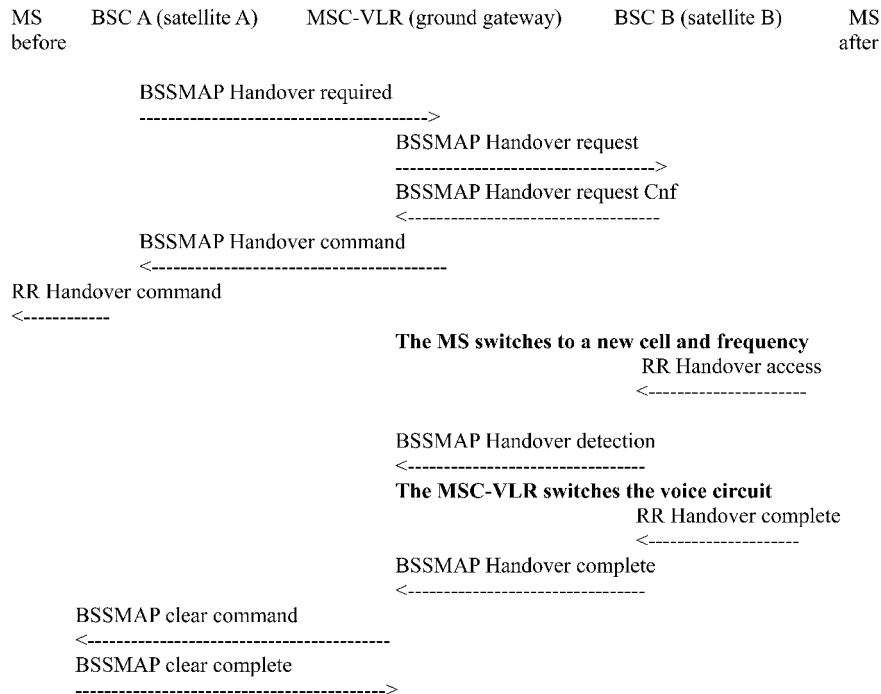 MS BSC A (satellite A) MSC-VLR (ground gateway) BSC B (satellite B) MS
before after
BSSMAP Handover required
---------------------------------------->
BSSMAP Handover request
------------------------------------>
BSSMAP Handover request Cnf
<-----------------------------------
BSSMAP Handover command
<-----------------------------------------
RR Handover command
<------------
The MS switches to a new cell and frequency
RR Handover access
<----------------------
BSSMAP Handover detection
<---------------------------------
The MSC-VLR switches the voice circuit
RR Handover complete
<---------------------
BSSMAP Handover complete
<---------------------------------
BSSMAP clear command
<------------------------------------------
BSSMAP clear complete
------------------------------------------->